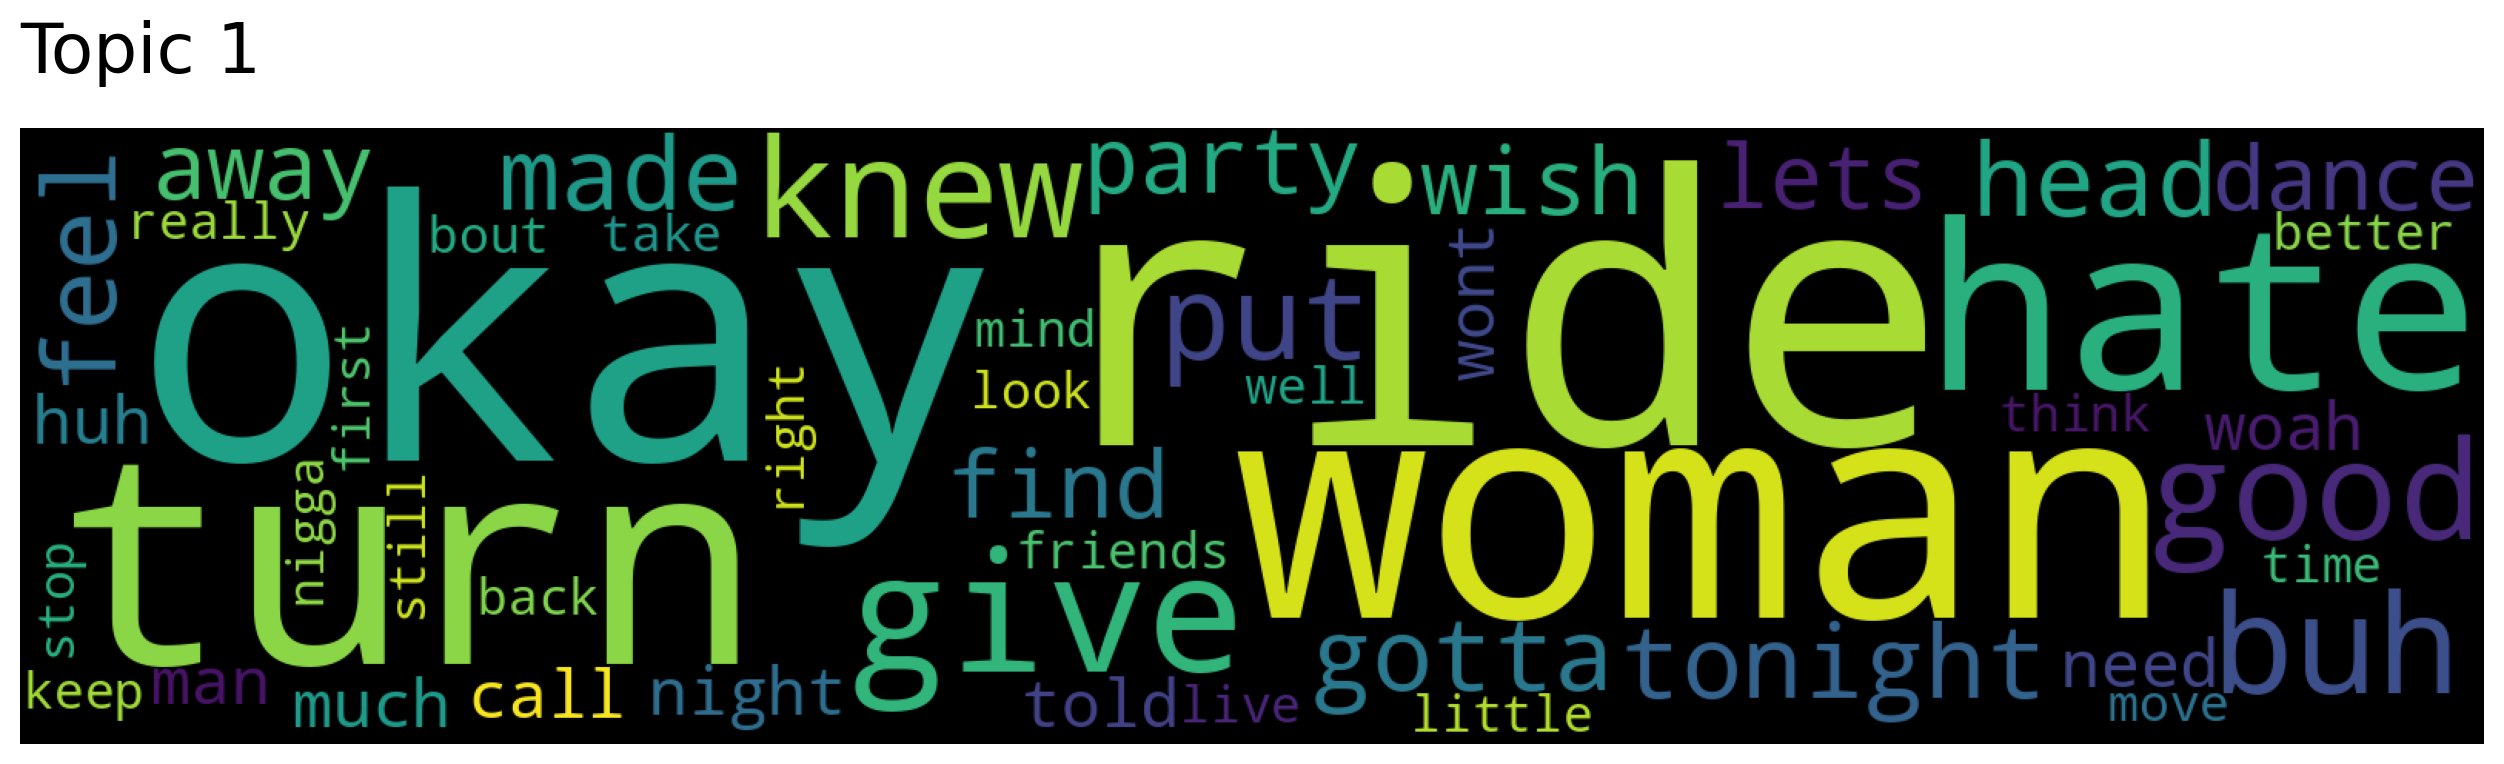 Topic 1
feel
away
really
made
bout
take
knew
party
wish
lets
head
dance
better
okay
ride
hate
mind
put
wont
look
well
huh
first
right
think
woah
turn
nigga
still
back
find
woman
good
friends
time
stop
give
buh
keep
man
much
call
night
told
live
gotta
little
tonight
need
move